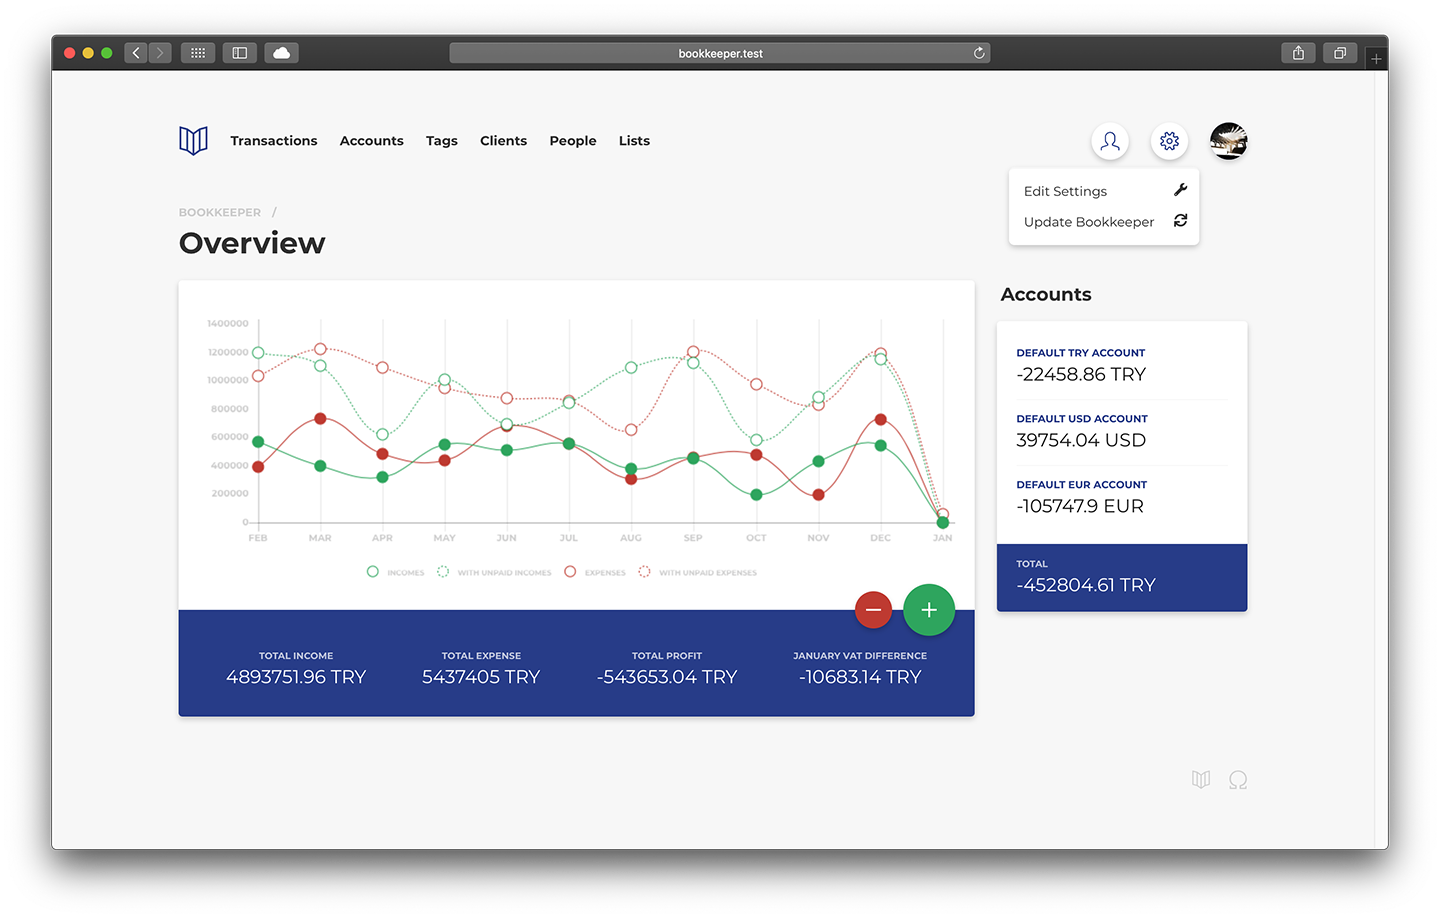 bookkeeper.test
Transactions Accounts Tags Clients People Lists
Edit Settings
Update Bookkeeper
BOOKKEEPER /
Overview
1400000
1200000
1000000
800000
600000
400000
200000
0
FEB MAR APR MAY JUN JUL AUG SEP OCT NOV DEC JAN
INCOMES WITH UNPAID INCOMES EXPENSES WITH UNPAID EXPENSES
TOTAL INCOME
4893751.96 TRY
TOTAL EXPENSE
5437405 TRY
TOTAL PROFIT
-543653.04 TRY
JANUARY VAT DIFFERENCE
-10683.14 TRY
Accounts
DEFAULT TRY ACCOUNT
-22458.86 TRY
DEFAULT USD ACCOUNT
39754.04 USD
DEFAULT EUR ACCOUNT
-105747.9 EUR
TOTAL
-452804.61 TRY